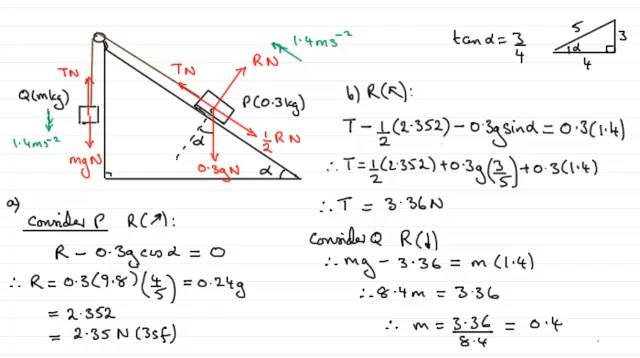 1.4ms⁻²
tanα = 3/4
5
3
α
4
TN
RN
TN
Q(mkg)
P(0.3kg)
1/2 RN
1.4ms⁻²
mgN
α
0.3gN
α
a)
Consider P R(↗):
R - 0.3g cosα = 0
∴ R = 0.3(9.8)(4/5) = 0.24g
= 2.352
= 2.35 N (3sf)
b) R(↖):
T - 1/2(2.352) - 0.3g sinα = 0.3(1.4)
∴ T = 1/2(2.352) + 0.3g(3/5) + 0.3(1.4)
∴ T = 3.36N
Consider Q R(↓)
∴ mg - 3.36 = m(1.4)
∴ 8.4m = 3.36
∴ m = 3.36/8.4 = 0.4